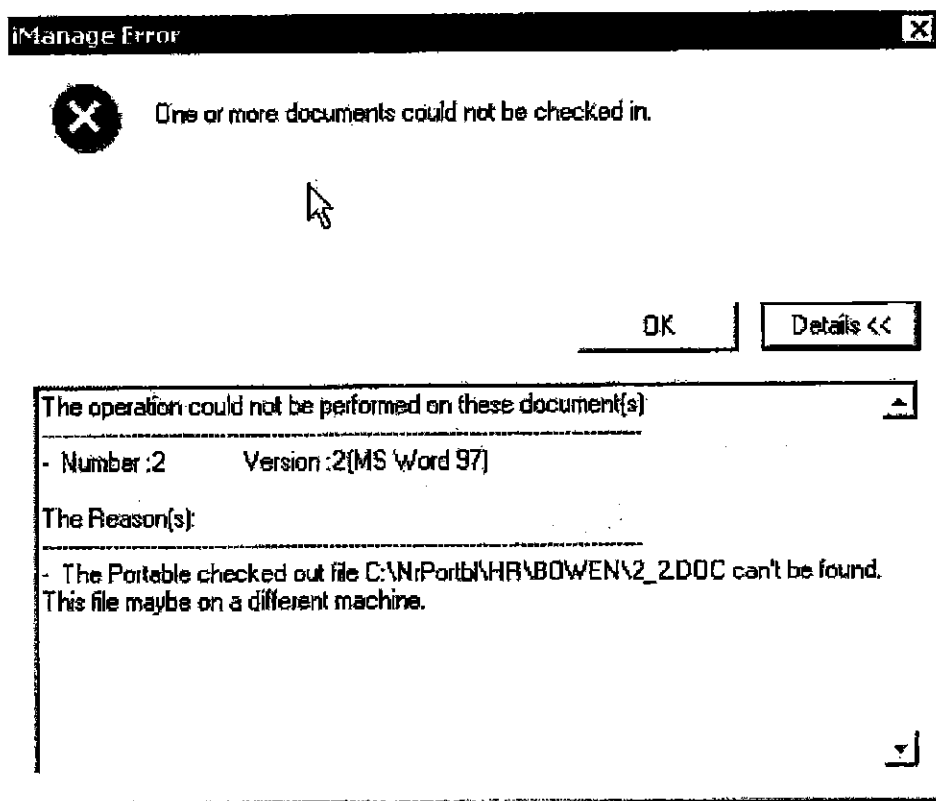 iManage Error
One or more documents could not be checked in.
OK
Details <<
The operation could not be performed on these document(s)
- Number :2 Version :2(MS Word 97)
The Reason(s):
- The Portable checked out file C:\NrPortbl\HR\BOWEN\2_2.DOC can't be found.
This file maybe on a different machine.